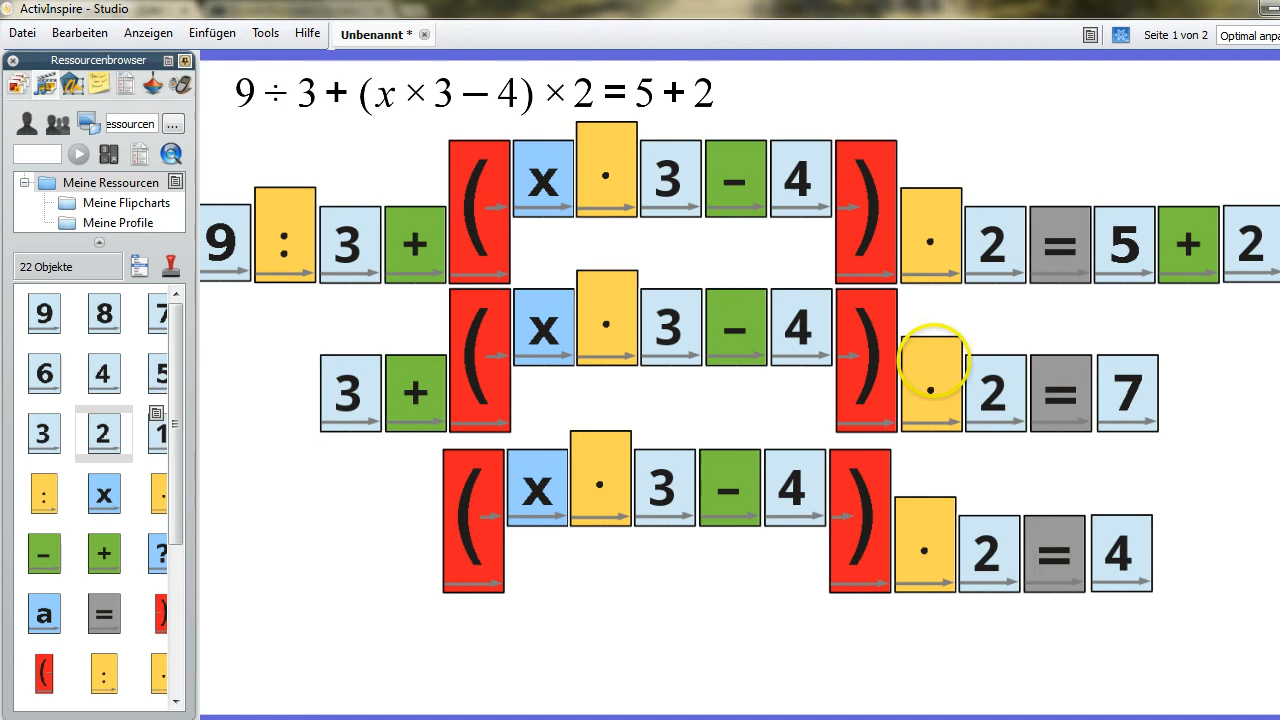 ActivInspire - Studio
Datei Bearbeiten Anzeigen Einfügen Tools Hilfe Unbenannt * Seite 1 von 2 Optimal anpa
Ressourcenbrowser
essourcen ...
Meine Ressourcen
Meine Flipcharts
Meine Profile
22 Objekte
9 8 7
6 4 5
3 2 1
: x ·
– + ?
a = )
( : ·
9 ÷ 3 + (x × 3 − 4) × 2 = 5 + 2
9 : 3 + ( x · 3 – 4 ) · 2 = 5 + 2
3 + ( x · 3 – 4 ) · 2 = 7
( x · 3 – 4 ) · 2 = 4